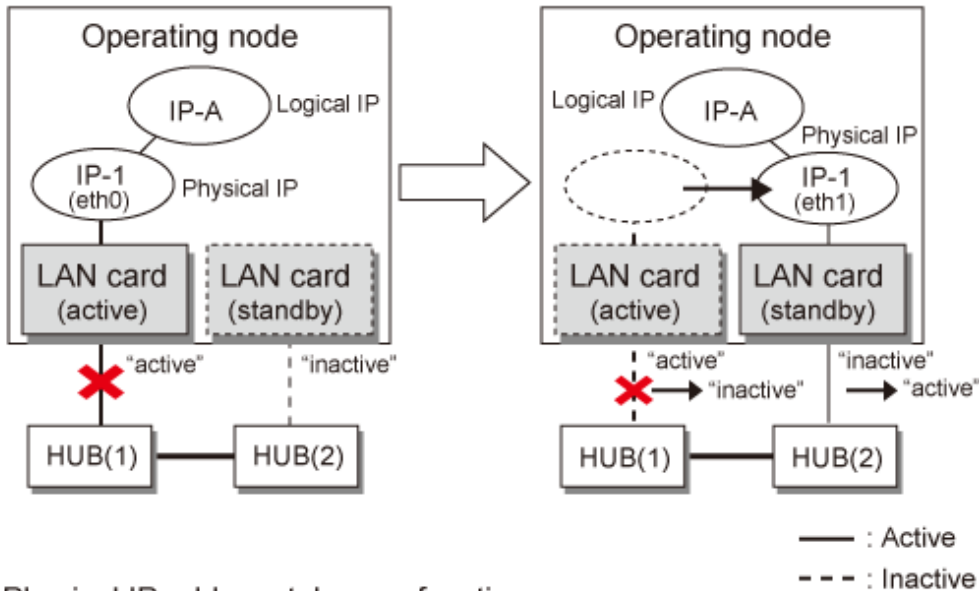 Operating node
IP-A
Logical IP
IP-1
(eth0)
Physical IP
LAN card
(active)
LAN card
(standby)
"active"
"inactive"
HUB(1)
HUB(2)
Operating node
Logical IP
IP-A
Physical IP
IP-1
(eth1)
LAN card
(active)
LAN card
(standby)
"active"
"inactive"
"inactive"
"active"
HUB(1)
HUB(2)
: Active
: Inactive